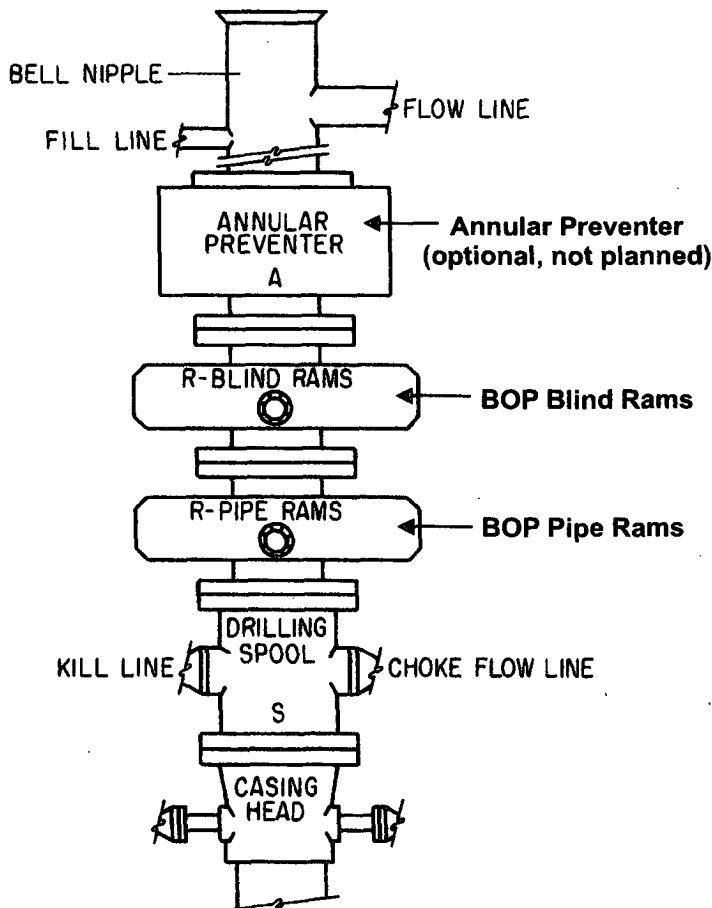 BELL NIPPLE
FLOW LINE
FILL LINE
ANNULAR
PREVENTER
A
Annular Preventer
(optional, not planned)
R-BLIND RAMS
BOP Blind Rams
R-PIPE RAMS
BOP Pipe Rams
DRILLING
SPOOL
KILL LINE
CHOKE FLOW LINE
S
CASING
HEAD